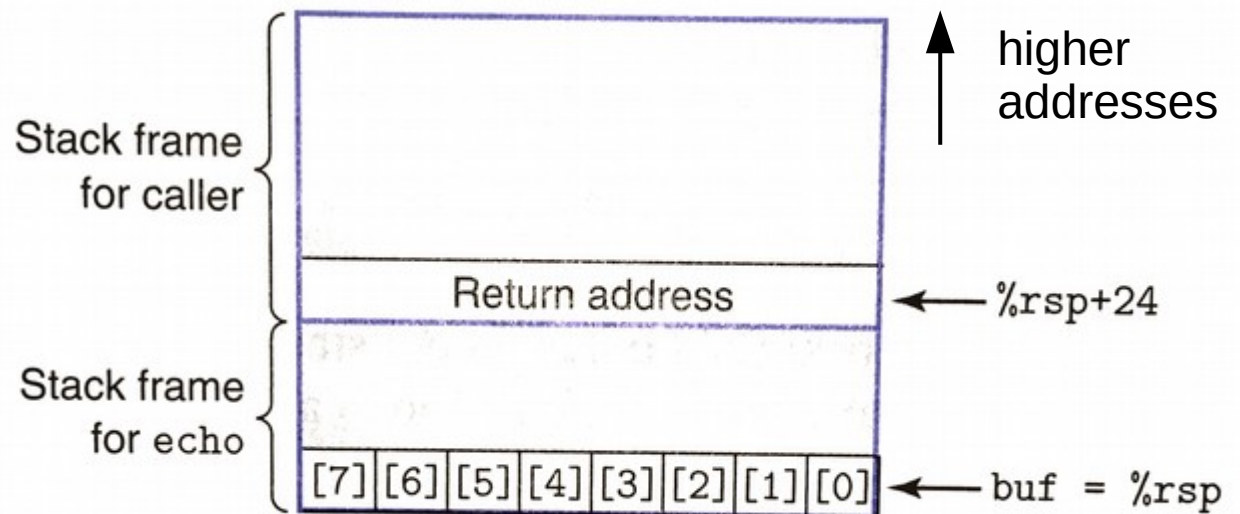 higher
addresses
Stack frame
for caller
Return address
%rsp+24
Stack frame
for echo
[7] [6] [5] [4] [3] [2] [1] [0]
buf = %rsp